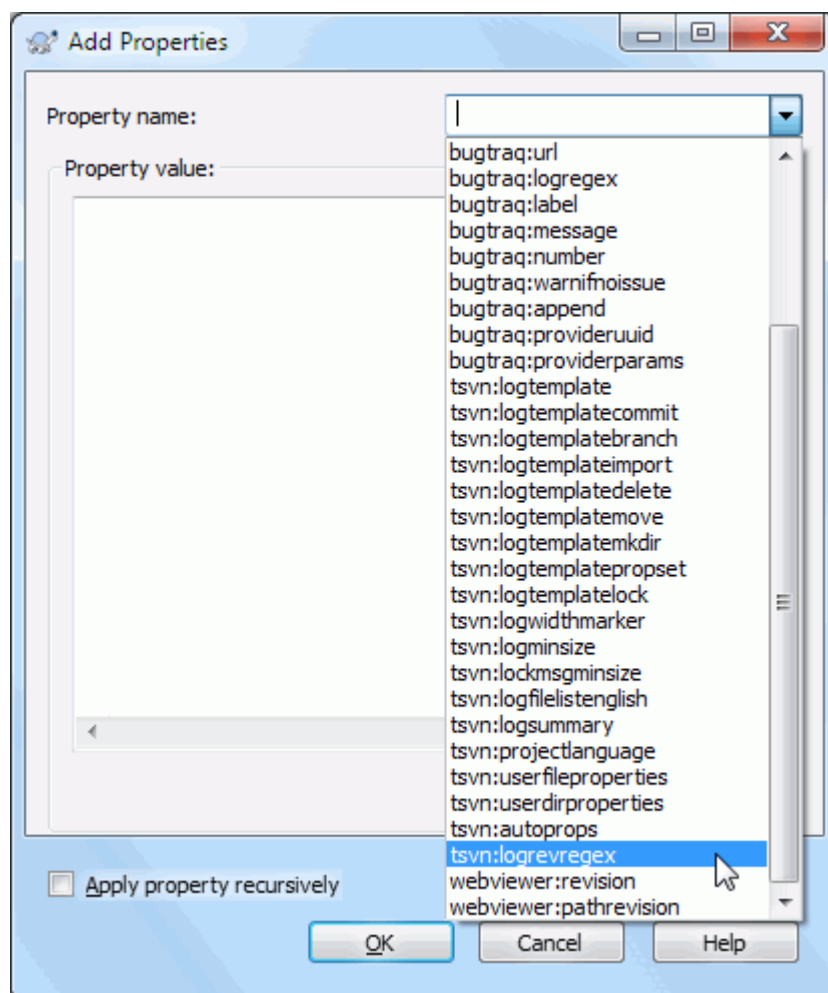 Add Properties
Property name:
Property value:
bugtraq:url
bugtraq:logregex
bugtraq:label
bugtraq:message
bugtraq:number
bugtraq:warnifnoissue
bugtraq:append
bugtraq:provideruuid
bugtraq:providerparams
tsvn:logtemplate
tsvn:logtemplatecommit
tsvn:logtemplatebranch
tsvn:logtemplateimport
tsvn:logtemplatedelete
tsvn:logtemplatemove
tsvn:logtemplatemkdir
tsvn:logtemplatepropset
tsvn:logtemplatelock
tsvn:logwidthmarker
tsvn:logminsize
tsvn:lockmsgminsize
tsvn:logfilelistenglish
tsvn:logsummary
tsvn:projectlanguage
tsvn:userfileproperties
tsvn:userdirproperties
tsvn:autoprops
tsvn:logrevregex
webviewer:revision
webviewer:pathrevision
Apply property recursively
OK Cancel Help